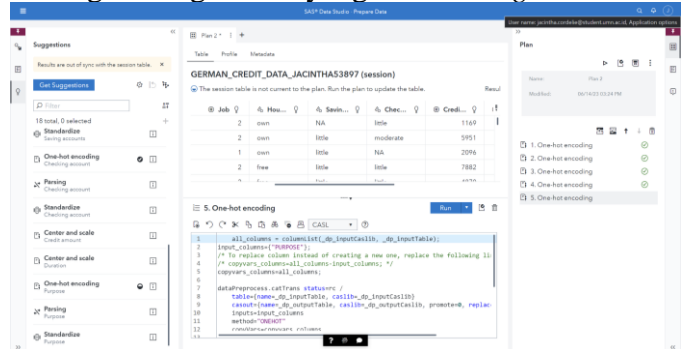 SAS® Data Studio - Prepare Data
User name: jacintha.cordelie@student.umn.ac.id, Application options
Suggestions
Results are out of sync with the session table. ×
Get Suggestions
Filter
18 total, 0 selected
Standardize
Saving accounts
One-hot encoding
Checking account
Parsing
Checking account
Standardize
Checking account
Center and scale
Credit amount
Center and scale
Duration
One-hot encoding
Purpose
Parsing
Purpose
Standardize
Purpose
Plan 2 *
Table Profile Metadata
GERMAN_CREDIT_DATA_JACINTHA53897 (session)
The session table is not current to the plan. Run the plan to update the table. Resul
Job Hou... Savin... Chec... Credi...
2 own NA little 1169
2 own little moderate 5951
1 own little NA 2096
2 free little little 7882
5. One-hot encoding
Run
CASL
1 all_columns = columnList(_dp_inputCaslib, _dp_inputTable);
2 input_columns={"PURPOSE"};
3 /* To replace column instead of creating a new one, replace the following li
4 /* copyvars_columns=all_columns-input_columns; */
5 copyvars_columns=all_columns;
6
7 dataPreprocess.catTrans status=rc /
8 table={name=_dp_inputTable, caslib=_dp_inputCaslib}
9 casout={name=_dp_outputTable, caslib=_dp_outputCaslib, promote=0, replac
10 inputs=input_columns
11 method="ONEHOT"
12 copyVars=copyvars_columns
13
Plan
Name: Plan 2
Modified: 06/14/22 03:24 PM
1. One-hot encoding
2. One-hot encoding
3. One-hot encoding
4. One-hot encoding
5. One-hot encoding